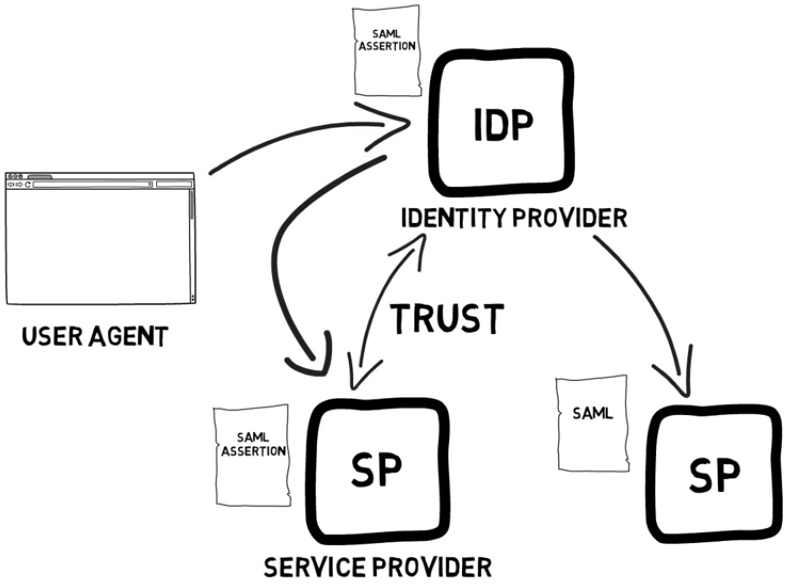 SAML
ASSERTION
IDP
IDENTITY PROVIDER
USER AGENT
TRUST
SAML
ASSERTION
SP
SERVICE PROVIDER
SAML
SP